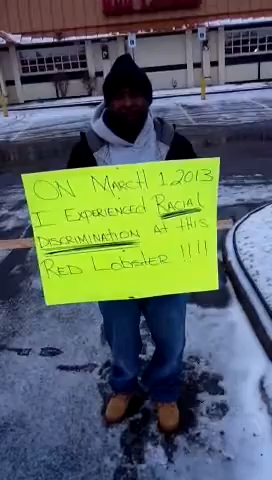 ON MARCH 1, 2013
I EXPERIENCED RACIAL
DISCRIMINATION AT THIS
RED LOBSTER !!!!